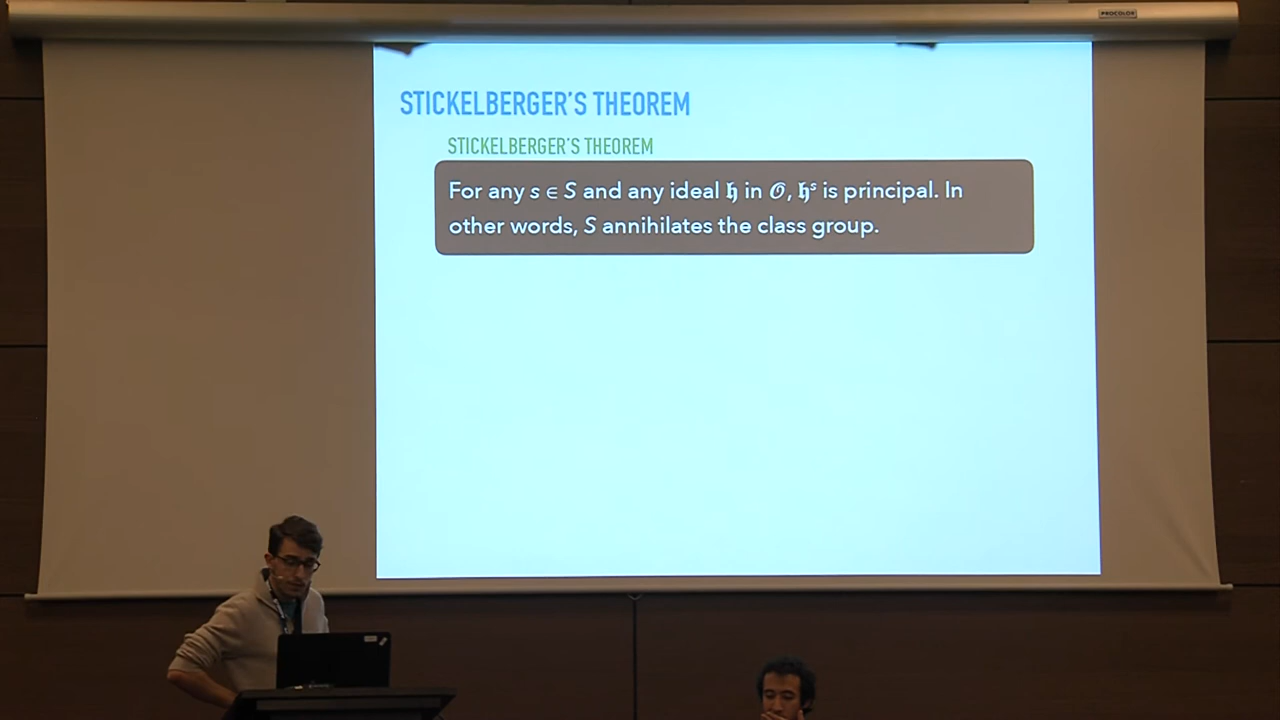 PROCOLOR
STICKELBERGER'S THEOREM
STICKELBERGER'S THEOREM
For any s ∈ S and any ideal 𝖍 in 𝒪, 𝖍ˢ is principal. In
other words, S annihilates the class group.